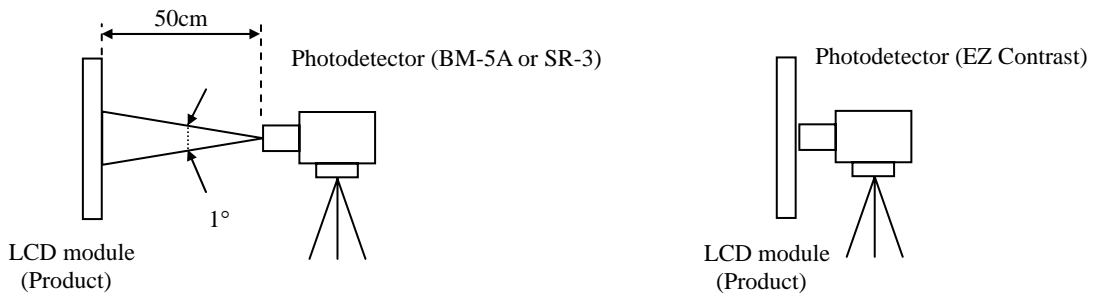 50cm
Photodetector (BM-5A or SR-3)
1°
LCD module
(Product)
Photodetector (EZ Contrast)
LCD module
(Product)